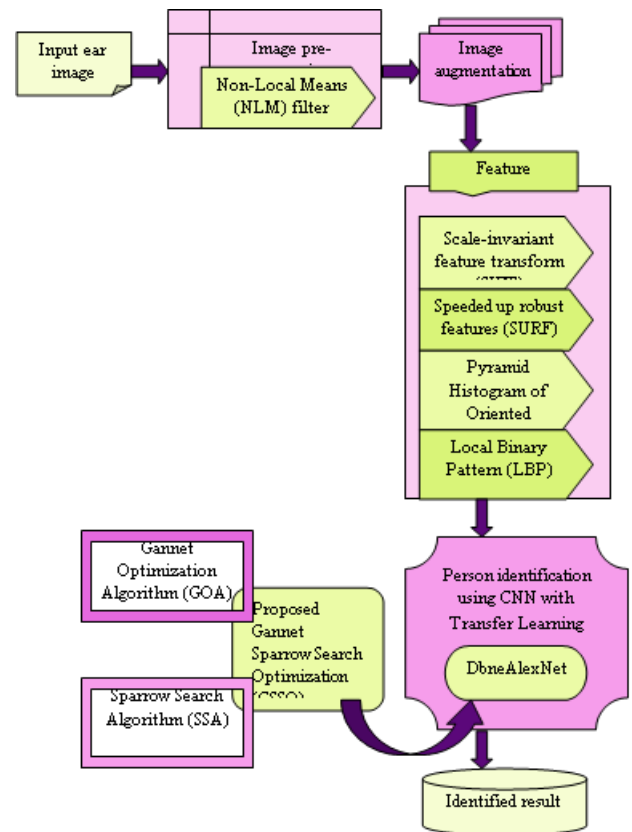 Input ear
image
Image pre-
Non-Local Means
(NLM) filter
Image
augmentation
Feature
Scale-invariant
feature transform
Speeded up robust
features (SURF)
Pyramid
Histogram of
Oriented
Local Binary
Pattern (LBP)
Gannet
Optimization
Algorithm (GOA)
Proposed
Gannet
Sparrow Search
Optimization
Sparrow Search
Algorithm (SSA)
Person identification
using CNN with
Transfer Learning
DbneAlexNet
Identified result